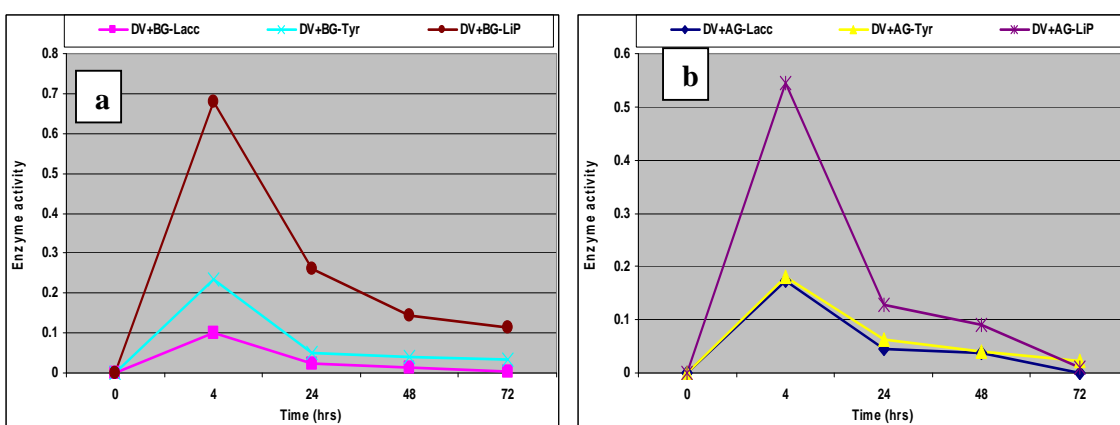 DV+BG-Lacc DV+BG-Tyr DV+BG-LiP
0.8
0.7
0.6
0.5
0.4
0.3
0.2
0.1
0
a
Enzyme activity
0 4 24 48 72
Time (hrs)
DV+AG-Lacc DV+AG-Tyr DV+AG-LiP
0.6
0.5
0.4
0.3
0.2
0.1
0
b
Enzyme activity
0 4 24 48 72
Time (hrs)